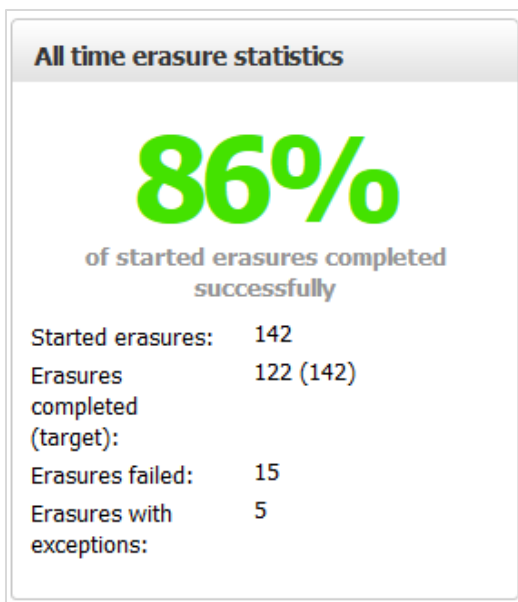 All time erasure statistics
86%
of started erasures completed
successfully
Started erasures: 142
Erasures 122 (142)
completed
(target):
Erasures failed: 15
Erasures with 5
exceptions: